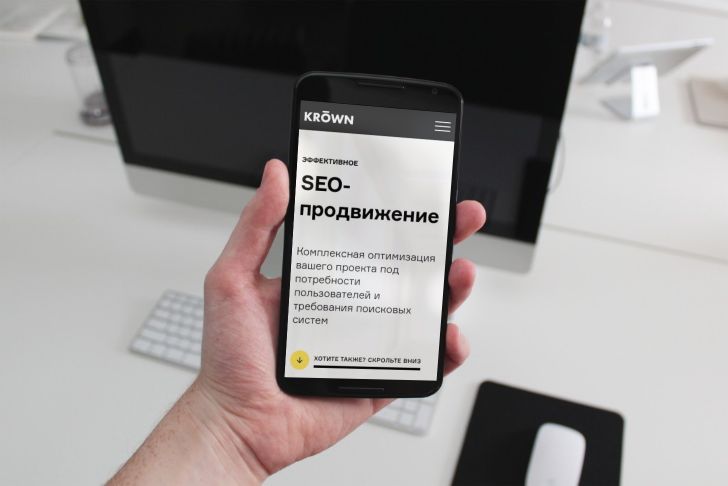 KRŌWN
ЭФФЕКТИВНОЕ
SEO-
продвижение
Комплексная оптимизация
вашего проекта под
потребности
пользователей и
требования поисковых
систем
ХОТИТЕ ТАКЖЕ? СКРОЛЬТЕ ВНИЗ